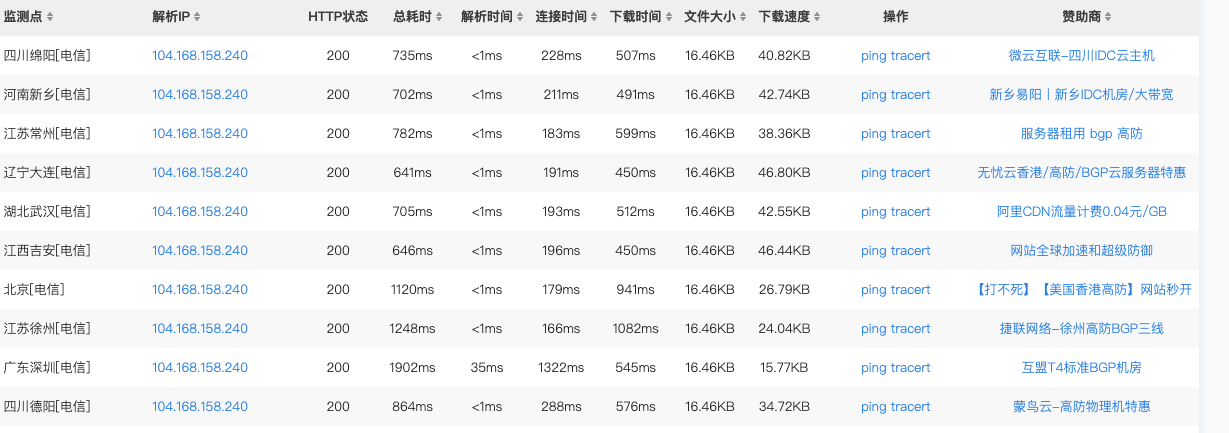 监测点 解析IP HTTP状态 总耗时 解析时间 连接时间 下载时间 文件大小 下载速度 操作 赞助商
四川绵阳[电信] 104.168.158.240 200 735ms <1ms 228ms 507ms 16.46KB 40.82KB ping tracert 微云互联-四川IDC云主机
河南新乡[电信] 104.168.158.240 200 702ms <1ms 211ms 491ms 16.46KB 42.74KB ping tracert 新乡易阳丨新乡IDC机房/大带宽
江苏常州[电信] 104.168.158.240 200 782ms <1ms 183ms 599ms 16.46KB 38.36KB ping tracert 服务器租用 bgp 高防
辽宁大连[电信] 104.168.158.240 200 641ms <1ms 191ms 450ms 16.46KB 46.80KB ping tracert 无忧云香港/高防/BGP云服务器特惠
湖北武汉[电信] 104.168.158.240 200 705ms <1ms 193ms 512ms 16.46KB 42.55KB ping tracert 阿里CDN流量计费0.04元/GB
江西吉安[电信] 104.168.158.240 200 646ms <1ms 196ms 450ms 16.46KB 46.44KB ping tracert 网站全球加速和超级防御
北京[电信] 104.168.158.240 200 1120ms <1ms 179ms 941ms 16.46KB 26.79KB ping tracert 【打不死】【美国香港高防】网站秒开
江苏徐州[电信] 104.168.158.240 200 1248ms <1ms 166ms 1082ms 16.46KB 24.04KB ping tracert 捷联网络-徐州高防BGP三线
广东深圳[电信] 104.168.158.240 200 1902ms 35ms 1322ms 545ms 16.46KB 15.77KB ping tracert 互盟T4标准BGP机房
四川德阳[电信] 104.168.158.240 200 864ms <1ms 288ms 576ms 16.46KB 34.72KB ping tracert 蒙鸟云-高防物理机特惠